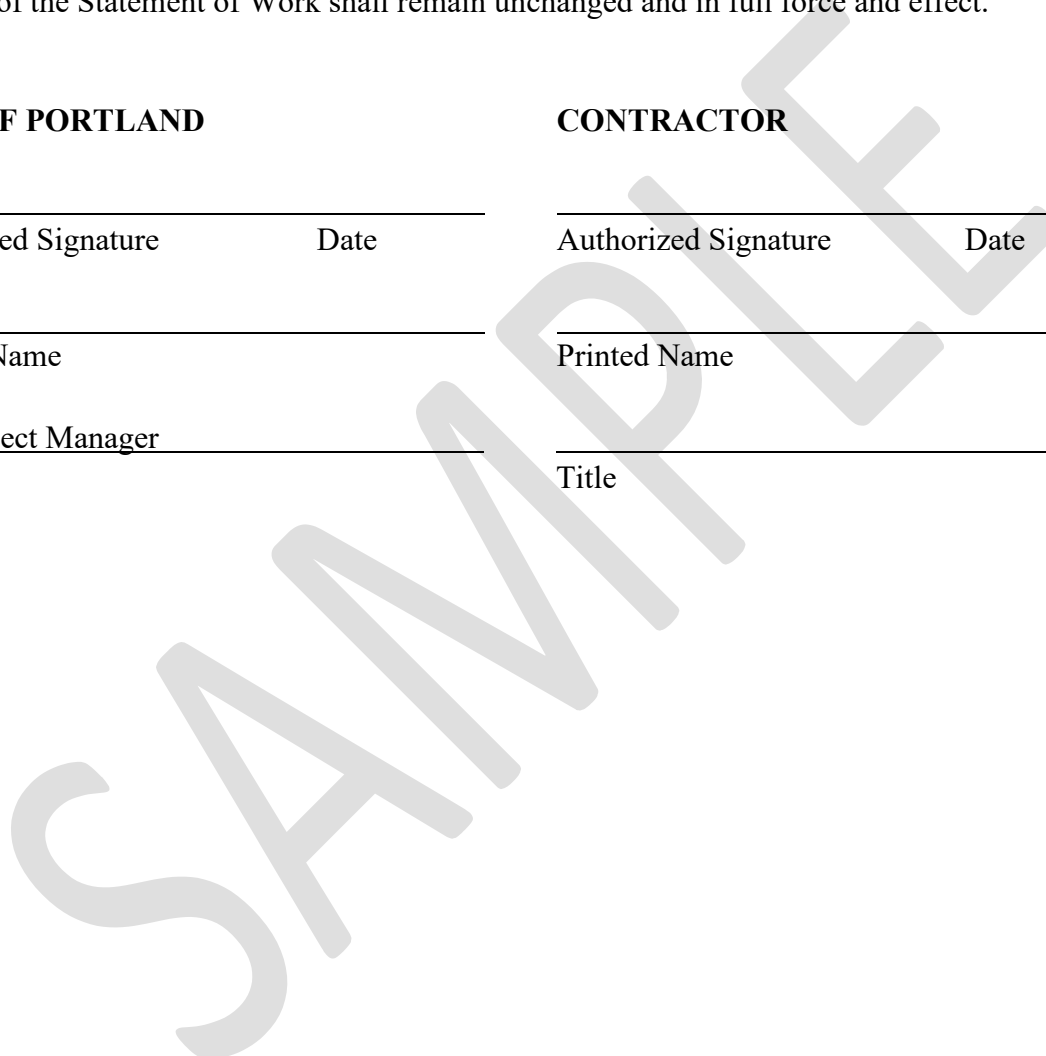 of the Statement of Work shall remain unchanged and in full force and effect.
F PORTLAND
CONTRACTOR
ed Signature Date
Authorized Signature Date
Name
Printed Name
ect Manager
Title
SAMPLE